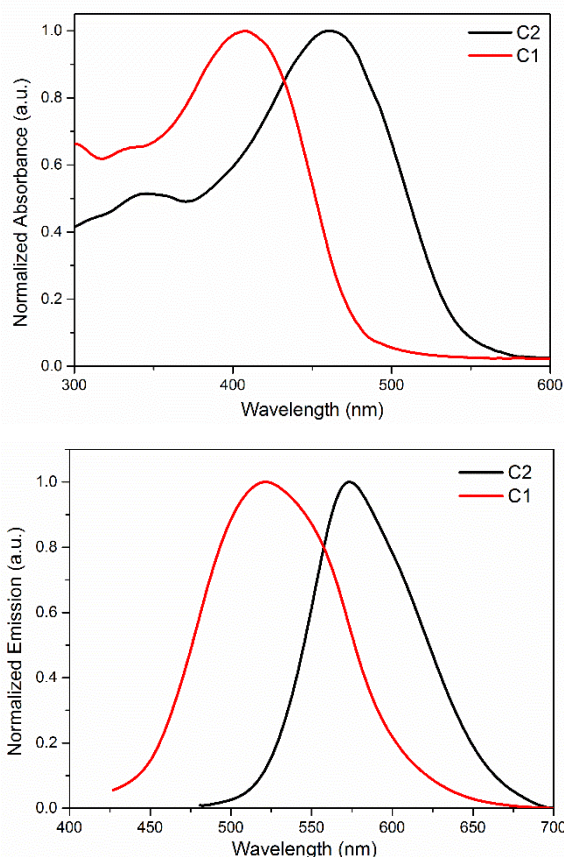 C2
C1
Normalized Absorbance (a.u.)
1.0
0.8
0.6
0.4
0.2
0.0
300 400 500 600
Wavelength (nm)
C2
C1
Normalized Emission (a.u.)
1.0
0.8
0.6
0.4
0.2
0.0
400 450 500 550 600 650 700
Wavelength (nm)